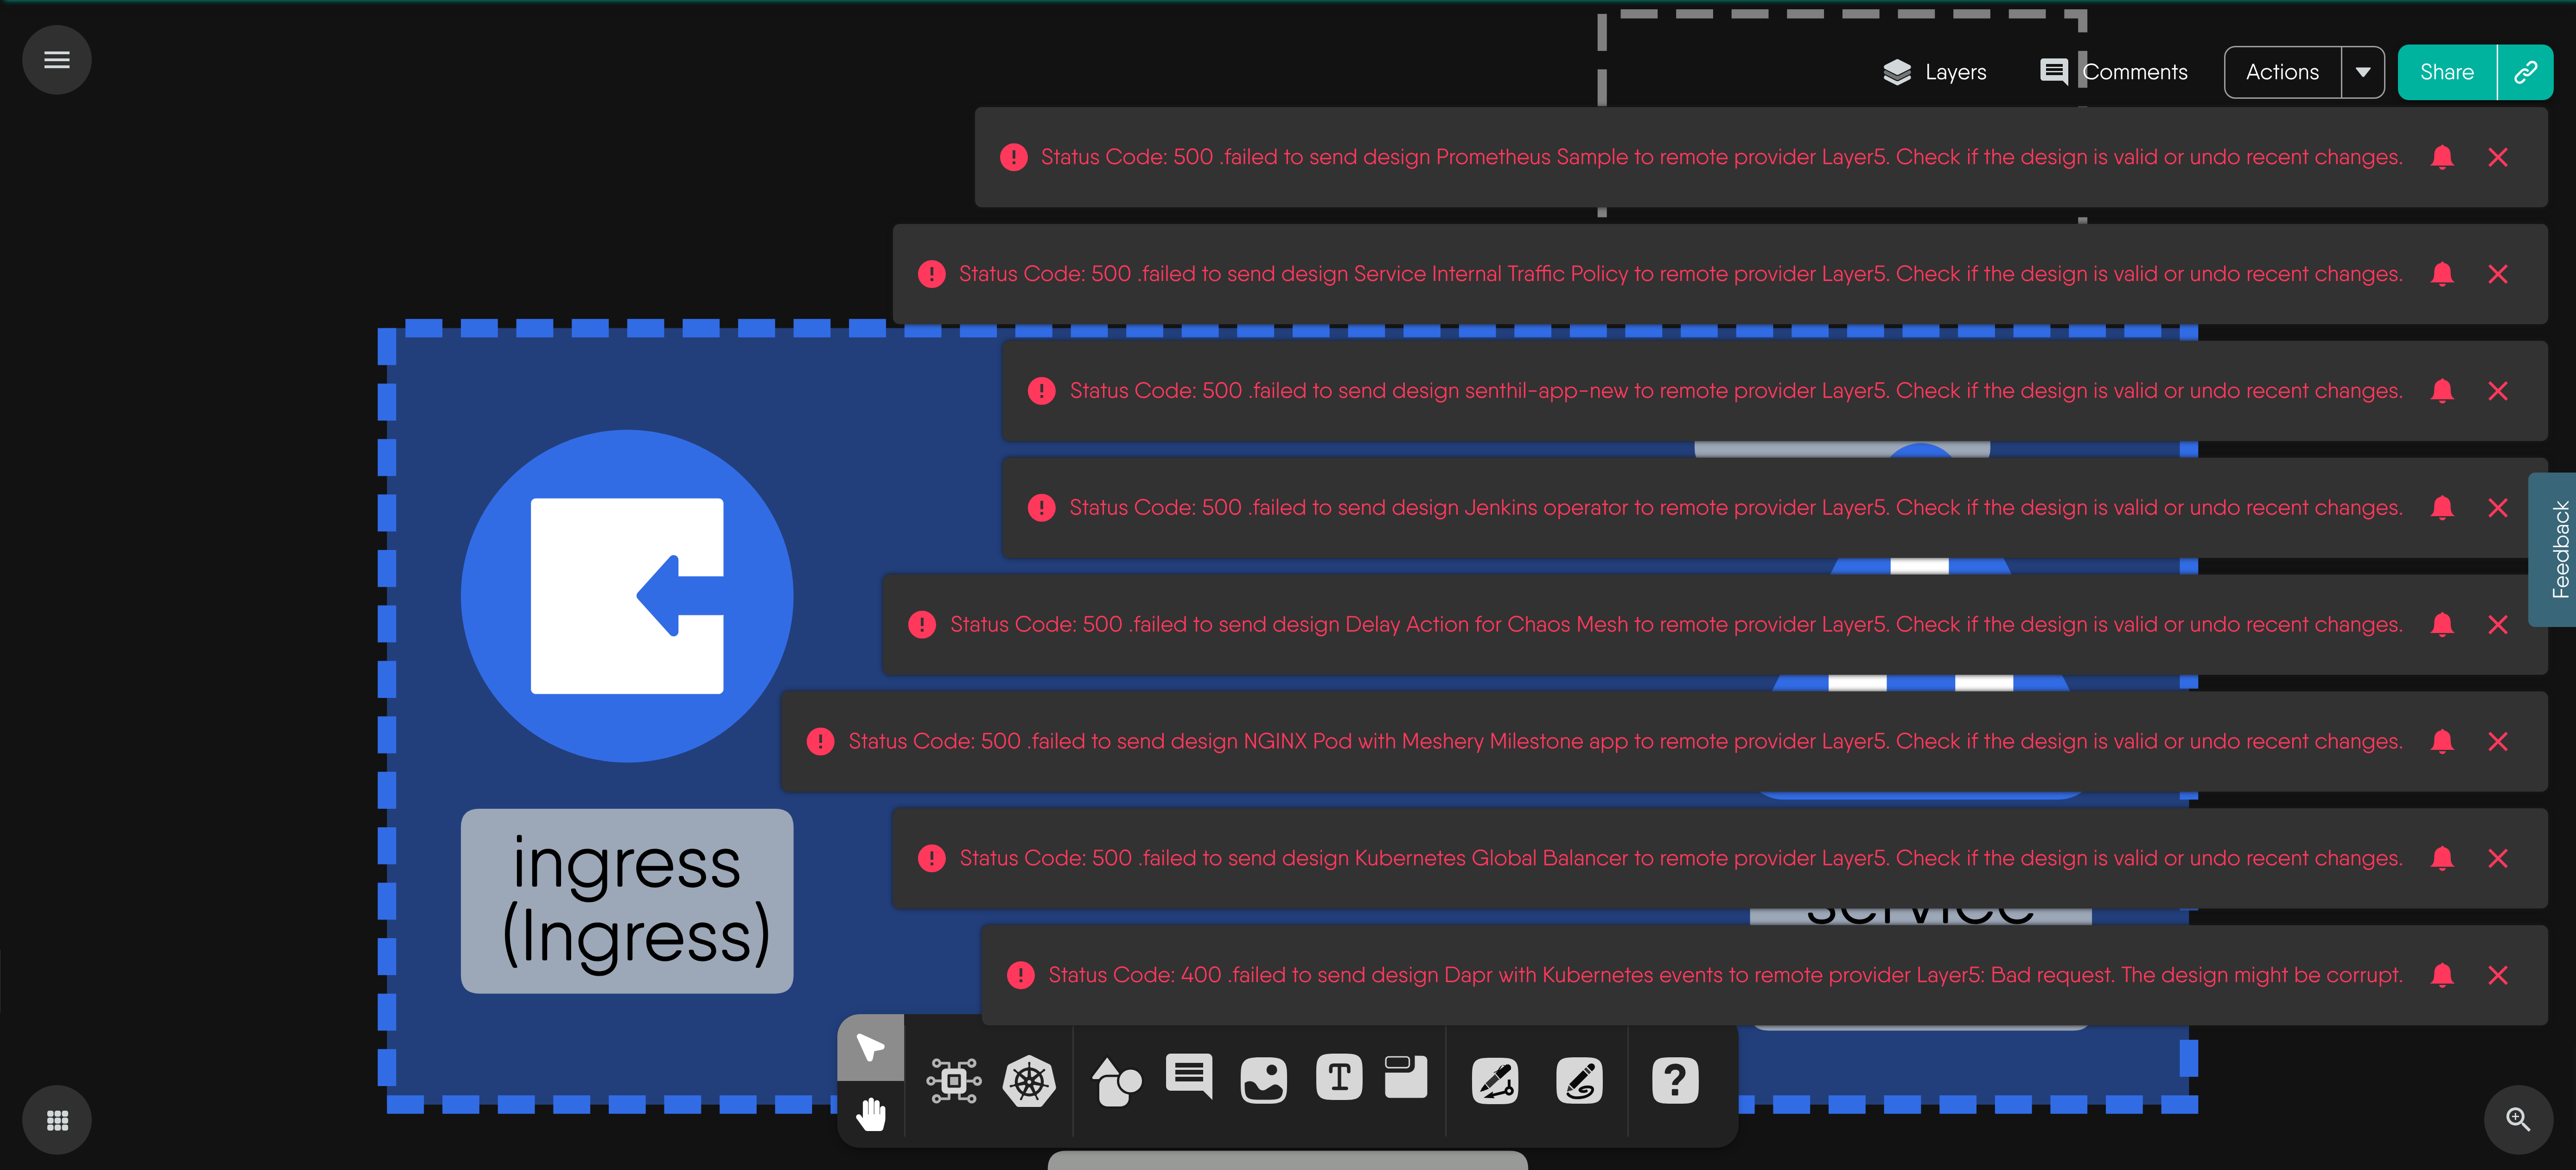 Layers
Comments
Actions
Share
Status Code: 500 .failed to send design Prometheus Sample to remote provider Layer5. Check if the design is valid or undo recent changes.
Status Code: 500 .failed to send design Service Internal Traffic Policy to remote provider Layer5. Check if the design is valid or undo recent changes.
Status Code: 500 .failed to send design senthil-app-new to remote provider Layer5. Check if the design is valid or undo recent changes.
Status Code: 500 .failed to send design Jenkins operator to remote provider Layer5. Check if the design is valid or undo recent changes.
Feedback
Status Code: 500 .failed to send design Delay Action for Chaos Mesh to remote provider Layer5. Check if the design is valid or undo recent changes.
Status Code: 500 .failed to send design NGINX Pod with Meshery Milestone app to remote provider Layer5. Check if the design is valid or undo recent changes.
Status Code: 500 .failed to send design Kubernetes Global Balancer to remote provider Layer5. Check if the design is valid or undo recent changes.
ingress
(Ingress)
service
Status Code: 400 .failed to send design Dapr with Kubernetes events to remote provider Layer5: Bad request. The design might be corrupt.